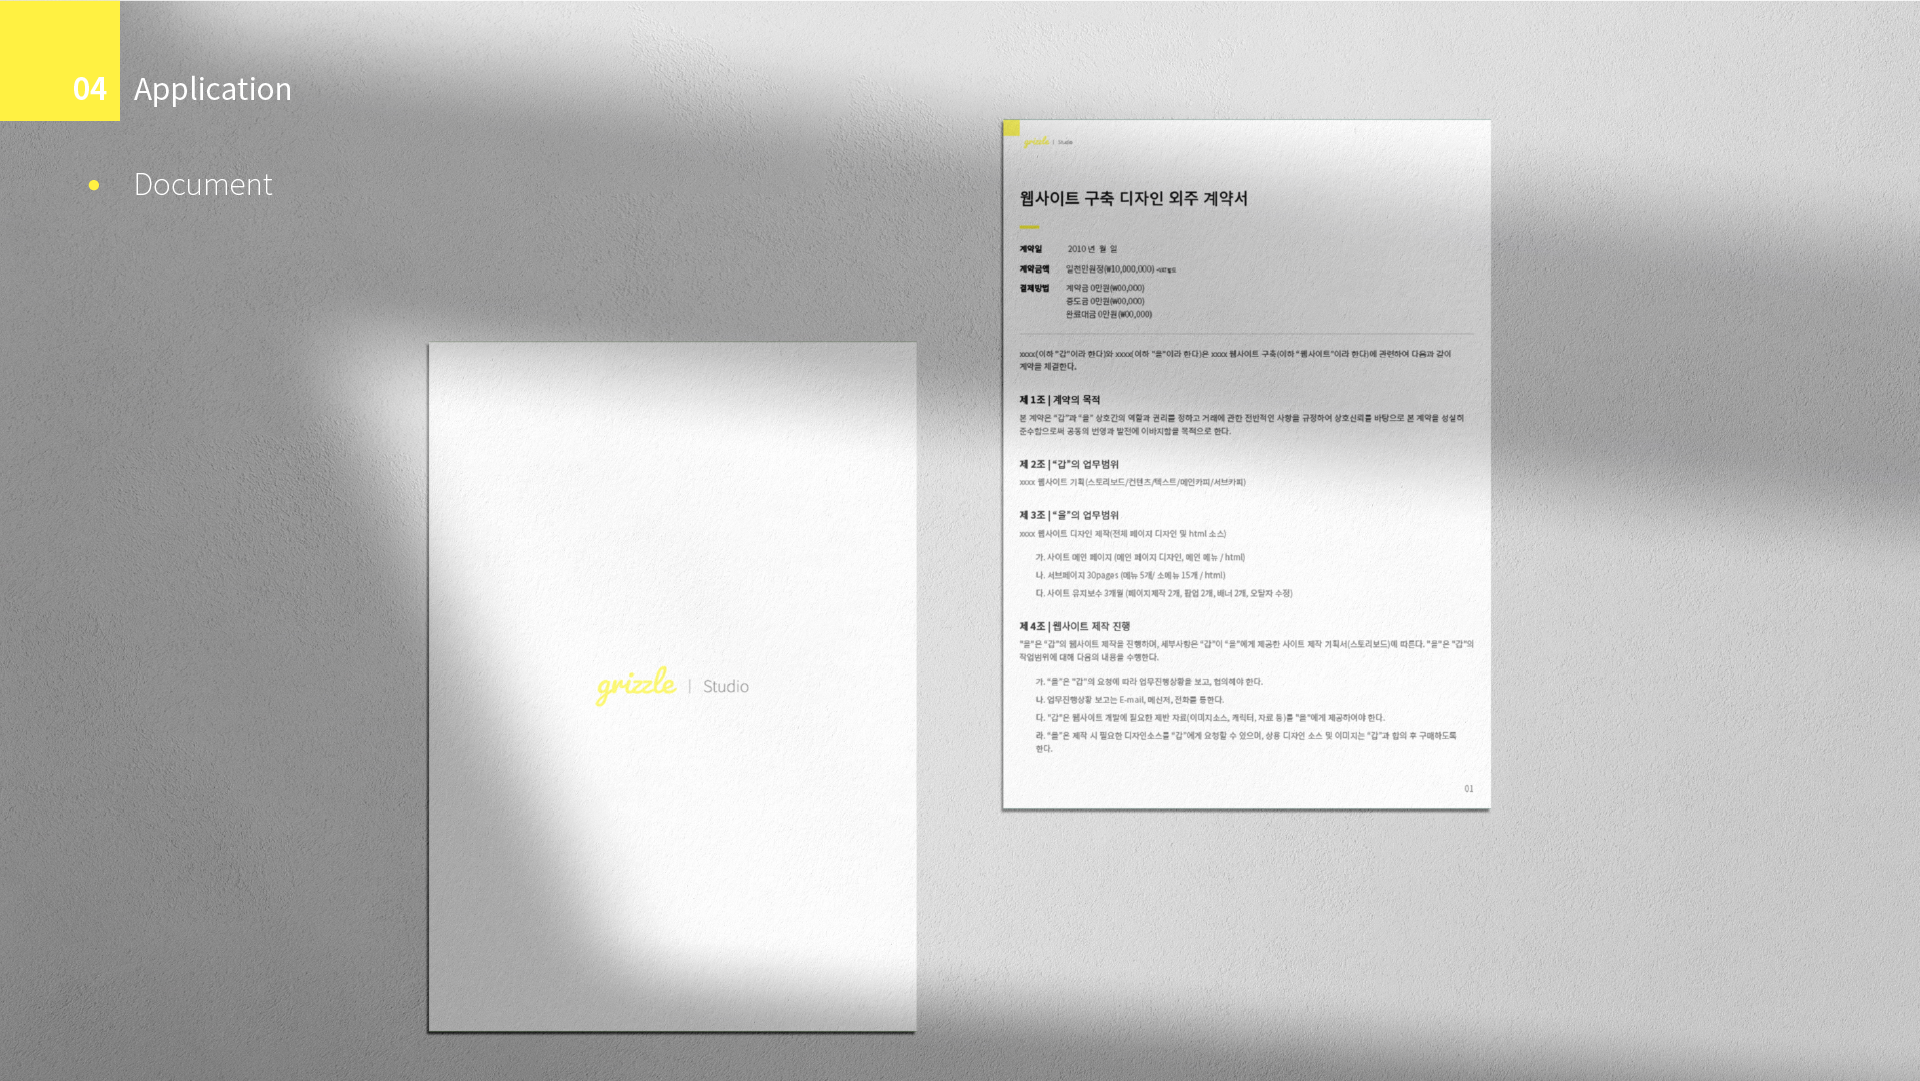 04 Application
Document
grizzle | Studio
grizzle | Studio
웹사이트 구축 디자인 외주 계약서
계약일 2010 년 월 일
계약금액 일천만원정(₩10,000,000)
결제방법 계약금 0만원(₩00,000)
중도금 0만원(₩00,000)
완료대금 0만원(₩00,000)
xxxx(이하 "갑"이라 한다)와 xxxx(이하 "을"이라 한다)은 xxxx 웹사이트 구축(이하 "웹사이트"이라 한다)에 관련하여 다음과 같이
계약을 체결한다.
제 1조 | 계약의 목적
본 계약은 "갑"과 "을" 상호간의 역할과 권리를 정하고 거래에 관한 전반적인 사항을 규정하여 상호신뢰를 바탕으로 본 계약을 성실히
준수함으로써 공동의 번영과 발전에 이바지함을 목적으로 한다.
제 2조 | “갑”의 업무범위
xxxx 웹사이트 기획(스토리보드/컨텐츠/텍스트/메인카피/서브카피)
제 3조 | “을”의 업무범위
xxxx 웹사이트 디자인 제작(전체 페이지 디자인 및 html 소스)
가. 사이트 메인 페이지 (메인 페이지 디자인, 메인 메뉴 / html)
나. 서브페이지 30pages (메뉴 5개/ 소메뉴 15개 / html)
다. 사이트 유지보수 3개월 (페이지제작 2개, 팝업 2개, 배너 2개, 오탈자 수정)
제 4조 | 웹사이트 제작 진행
"을"은 "갑"의 웹사이트 제작을 진행하며, 세부사항은 "갑"이 "을"에게 제공한 사이트 제작 기획서(스토리보드)에 따른다. "을"은 "갑"의
작업범위에 대해 다음의 내용을 수행한다.
가. "을"은 "갑"의 요청에 따라 업무진행상황을 보고, 협의해야 한다.
나. 업무진행상황 보고는 E-mail, 메신저, 전화를 통한다.
다. "갑"은 웹사이트 개발에 필요한 제반 자료(이미지소스, 캐릭터, 자료 등)를 "을"에게 제공하여야 한다.
라. "을"은 제작 시 필요한 디자인소스를 "갑"에게 요청할 수 있으며, 상용 디자인 소스 및 이미지는 "갑"과 합의 후 구매하도록
한다.
01